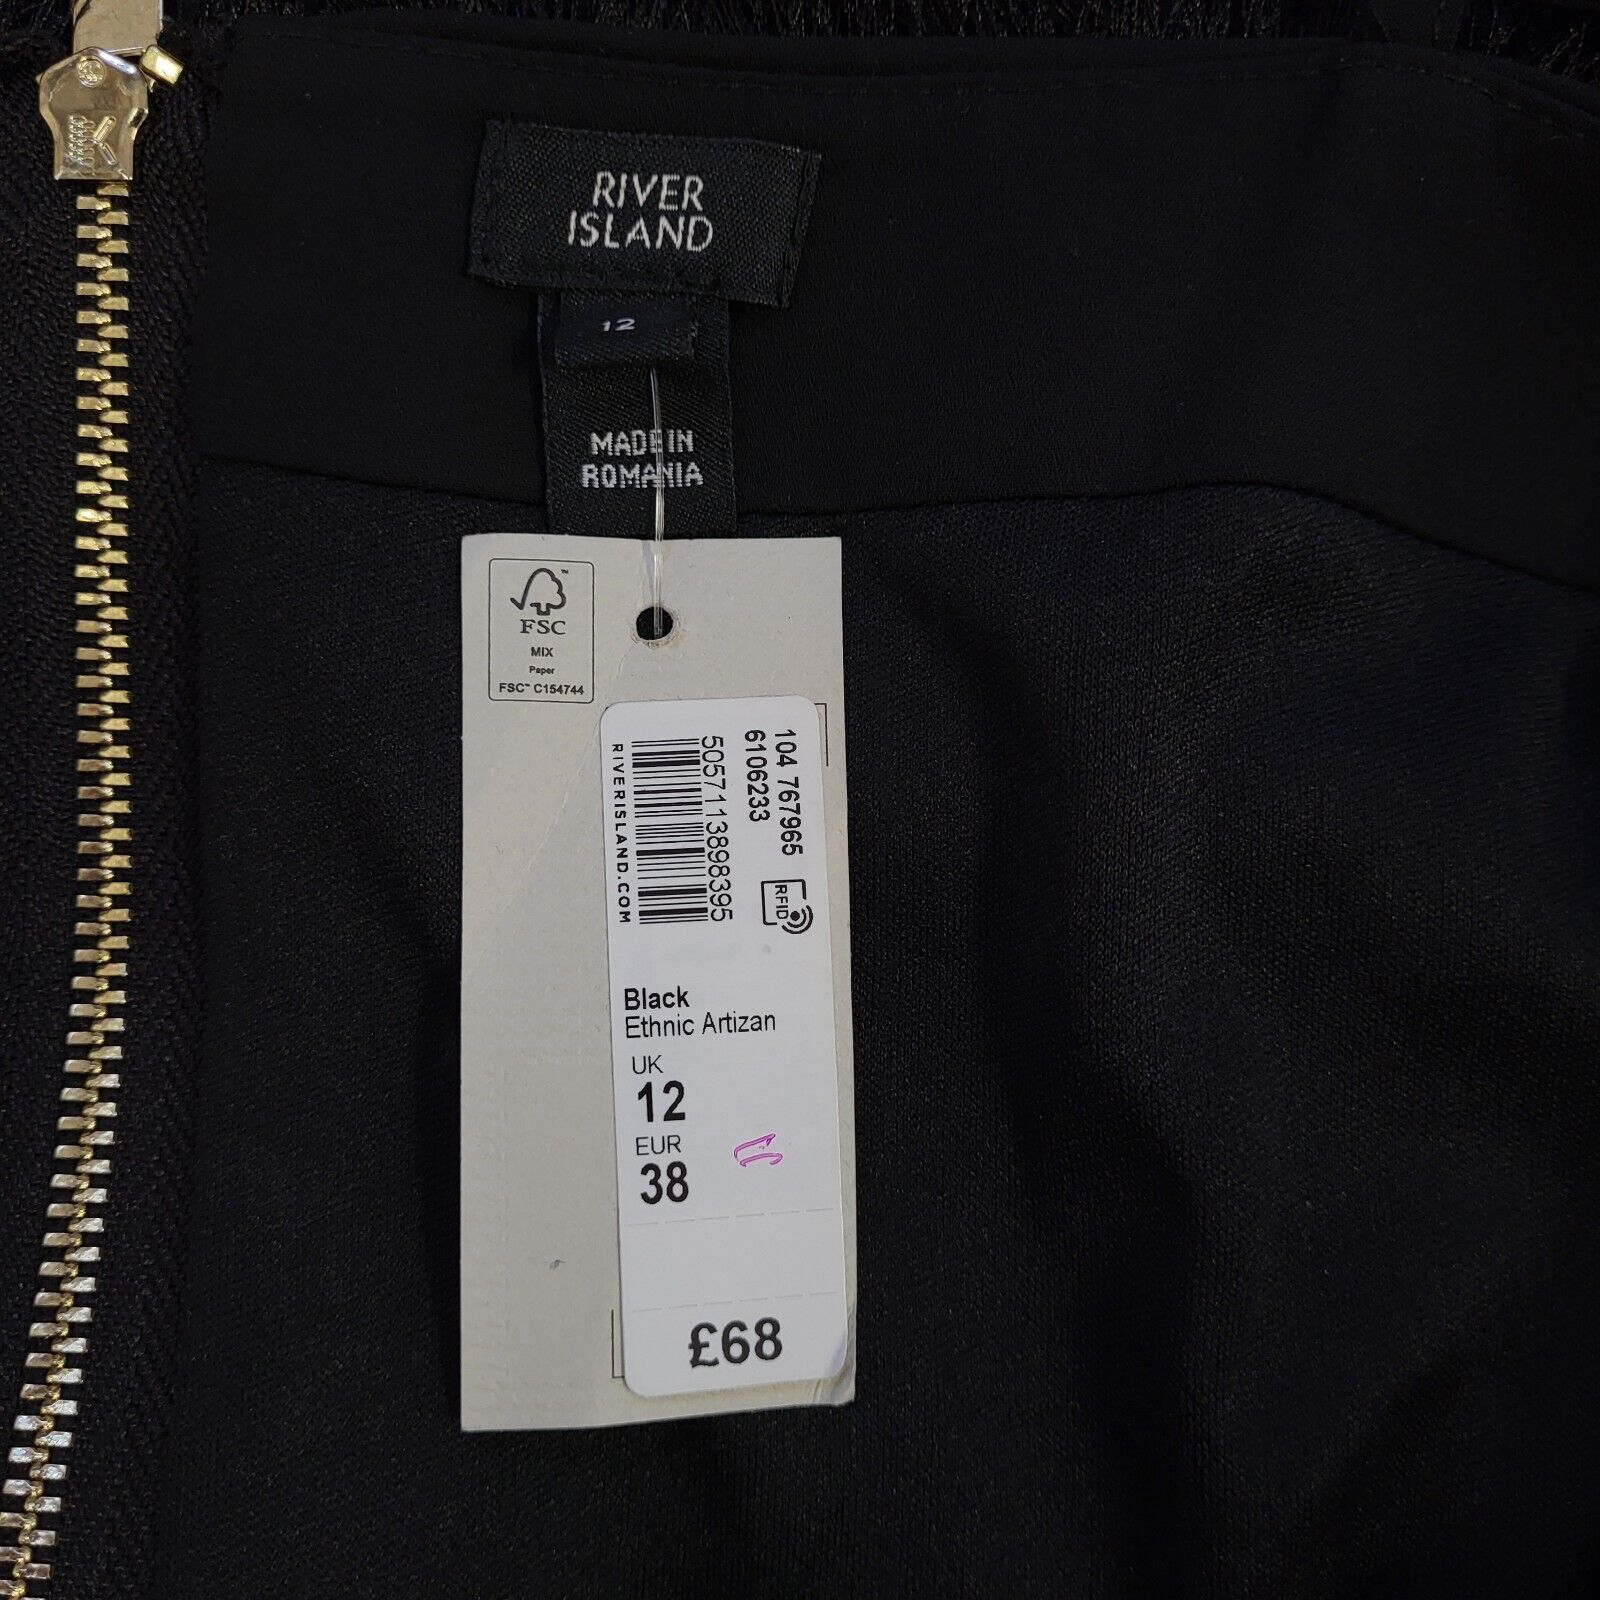 RIVER
ISLAND
12
MADE IN
ROMANIA
FSC
MIX
Paper
FSC™ C154744
104 767965
6106233
5057113898395
RIVERISLAND.COM
RFID
Black
Ethnic Artizan
UK
12
EUR
38
£68